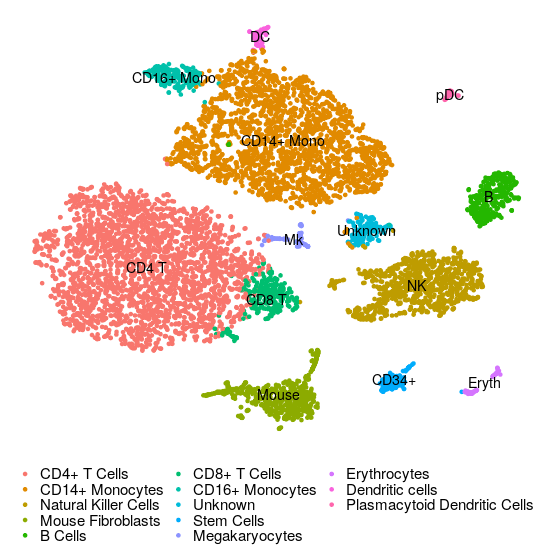 DC
CD16+ Mono
pDC
CD14+ Mono
B
Unknown
Mk
CD4 T
NK
CD8 T
CD34+
Eryth
Mouse
CD4+ T Cells
CD14+ Monocytes
Natural Killer Cells
Mouse Fibroblasts
B Cells
CD8+ T Cells
CD16+ Monocytes
Unknown
Stem Cells
Megakaryocytes
Erythrocytes
Dendritic cells
Plasmacytoid Dendritic Cells